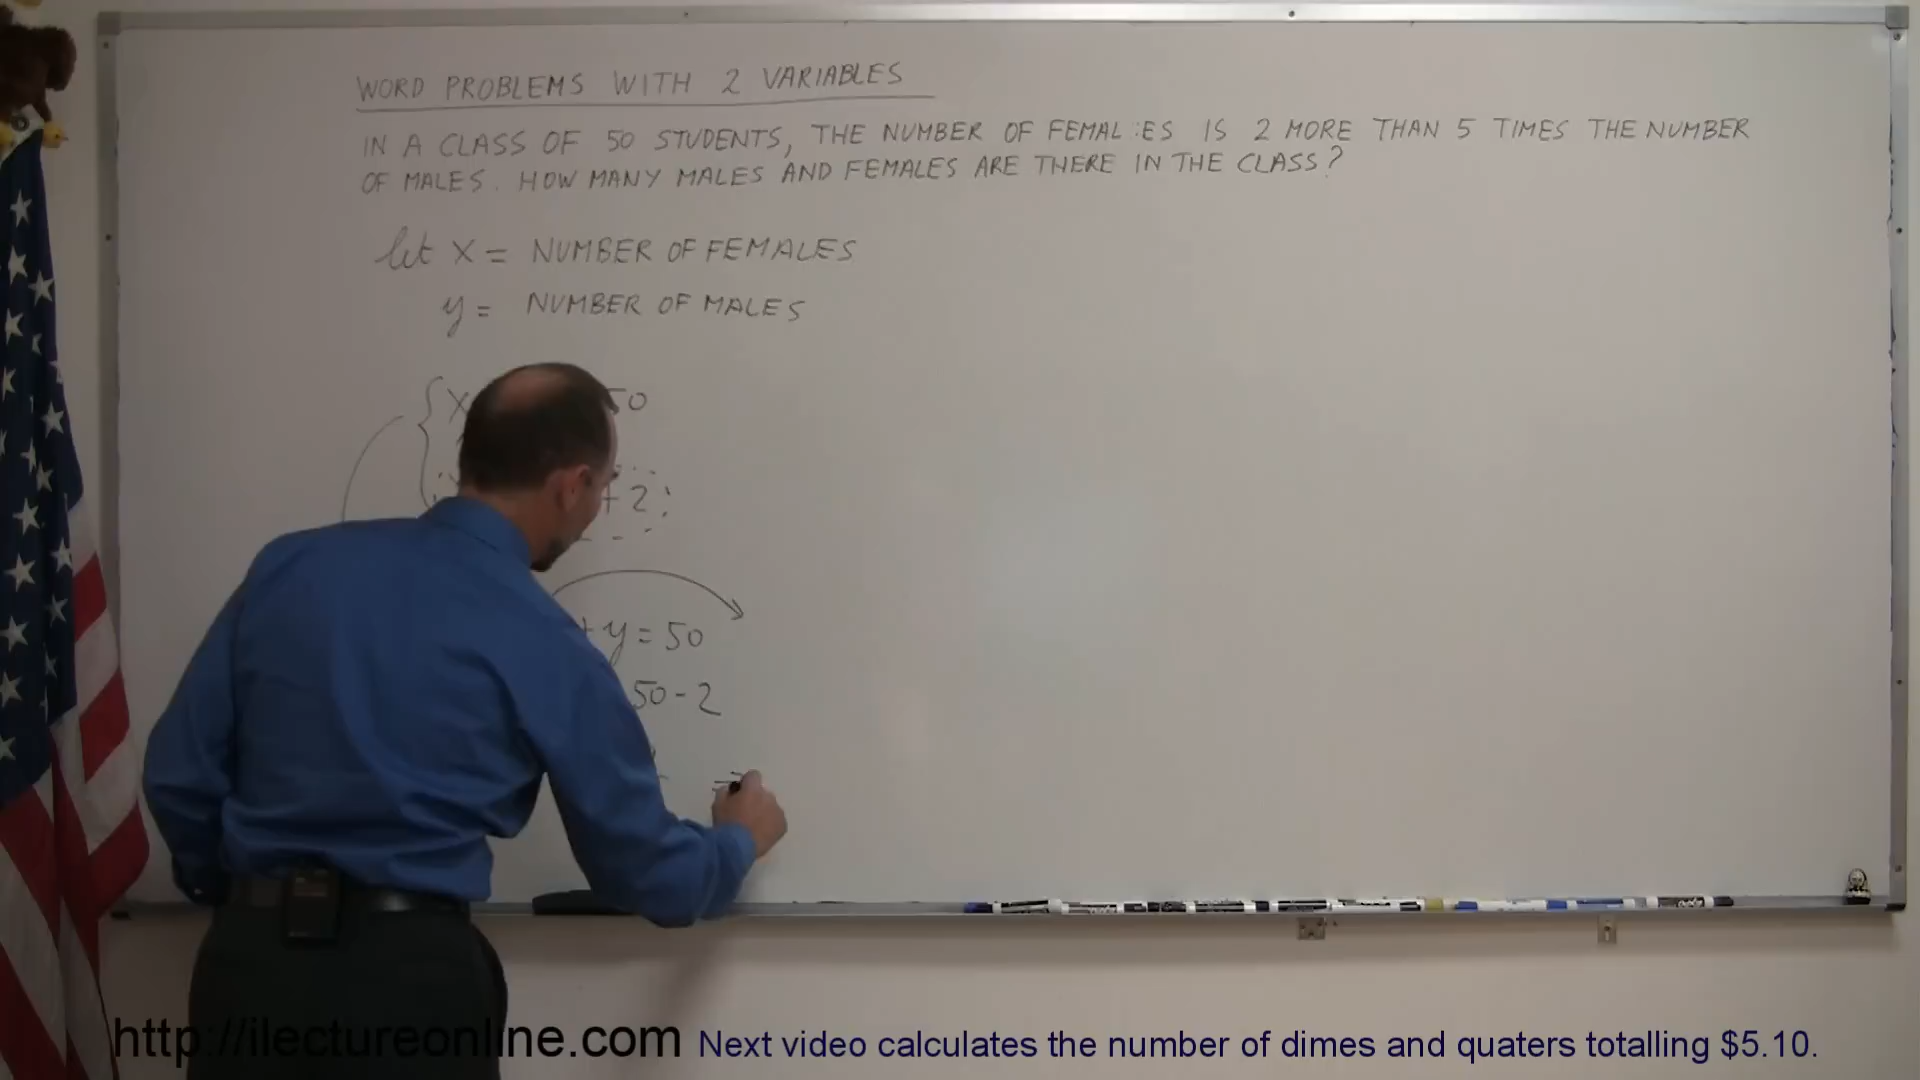 WORD PROBLEMS WITH 2 VARIABLES
IN A CLASS OF 50 STUDENTS, THE NUMBER OF FEMALES IS 2 MORE THAN 5 TIMES THE NUMBER
OF MALES. HOW MANY MALES AND FEMALES ARE THERE IN THE CLASS?
let x = NUMBER OF FEMALES
y = NUMBER OF MALES
x 50
+ 2
+ y = 50
50 - 2
=
http://ilectureonline.com Next video calculates the number of dimes and quaters totalling $5.10.